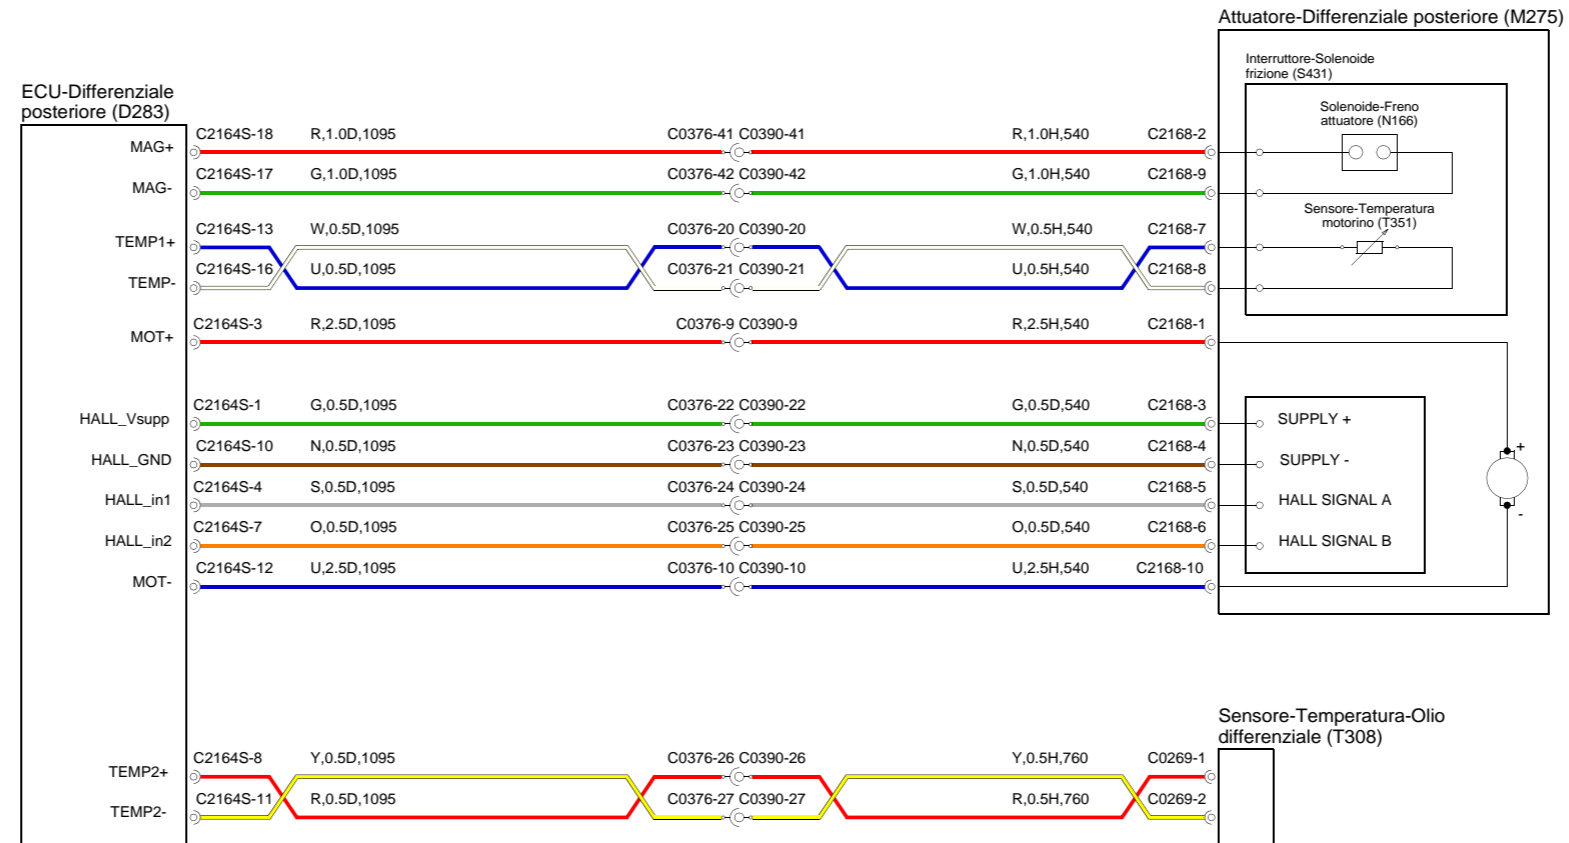 Attuatore-Differenziale posteriore (M275)
Interruttore-Solenoide
frizione (S431)
Solenoide-Freno
attuatore (N166)
ECU-Differenziale
posteriore (D283)
MAG+ C2164S-18 R,1.0D,1095 C0376-41 C0390-41 R,1.0H,540 C2168-2
MAG- C2164S-17 G,1.0D,1095 C0376-42 C0390-42 G,1.0H,540 C2168-9
Sensore-Temperatura
motorino (T351)
TEMP1+ C2164S-13 W,0.5D,1095 C0376-20 C0390-20 W,0.5H,540 C2168-7
TEMP- C2164S-16 U,0.5D,1095 C0376-21 C0390-21 U,0.5H,540 C2168-8
MOT+ C2164S-3 R,2.5D,1095 C0376-9 C0390-9 R,2.5H,540 C2168-1
HALL_Vsupp C2164S-1 G,0.5D,1095 C0376-22 C0390-22 G,0.5D,540 C2168-3 SUPPLY +
HALL_GND C2164S-10 N,0.5D,1095 C0376-23 C0390-23 N,0.5D,540 C2168-4 SUPPLY - +
HALL_in1 C2164S-4 S,0.5D,1095 C0376-24 C0390-24 S,0.5D,540 C2168-5 HALL SIGNAL A -
HALL_in2 C2164S-7 O,0.5D,1095 C0376-25 C0390-25 O,0.5D,540 C2168-6 HALL SIGNAL B
MOT- C2164S-12 U,2.5D,1095 C0376-10 C0390-10 U,2.5H,540 C2168-10
Sensore-Temperatura-Olio
differenziale (T308)
TEMP2+ C2164S-8 Y,0.5D,1095 C0376-26 C0390-26 Y,0.5H,760 C0269-1
TEMP2- C2164S-11 R,0.5D,1095 C0376-27 C0390-27 R,0.5H,760 C0269-2